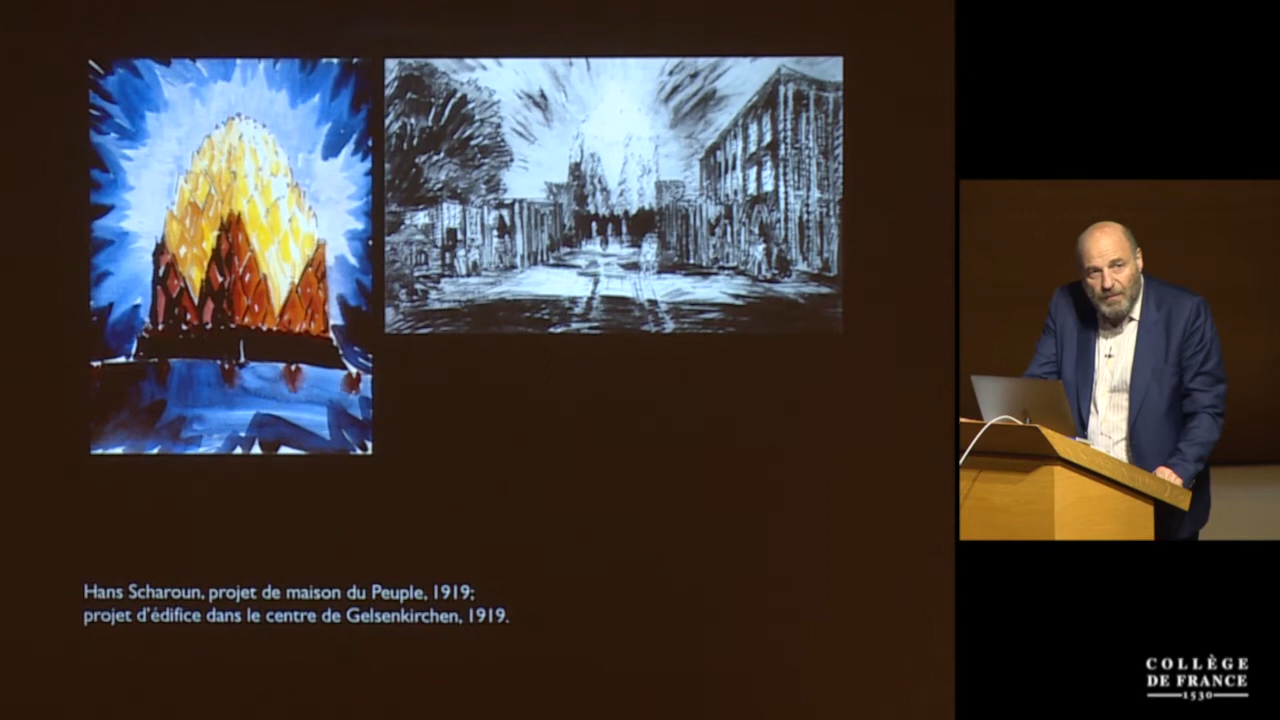 Hans Scharoun, projet de maison du Peuple, 1919;
projet d'édifice dans le centre de Gelsenkirchen, 1919.
COLLÈGE
DE FRANCE
1530